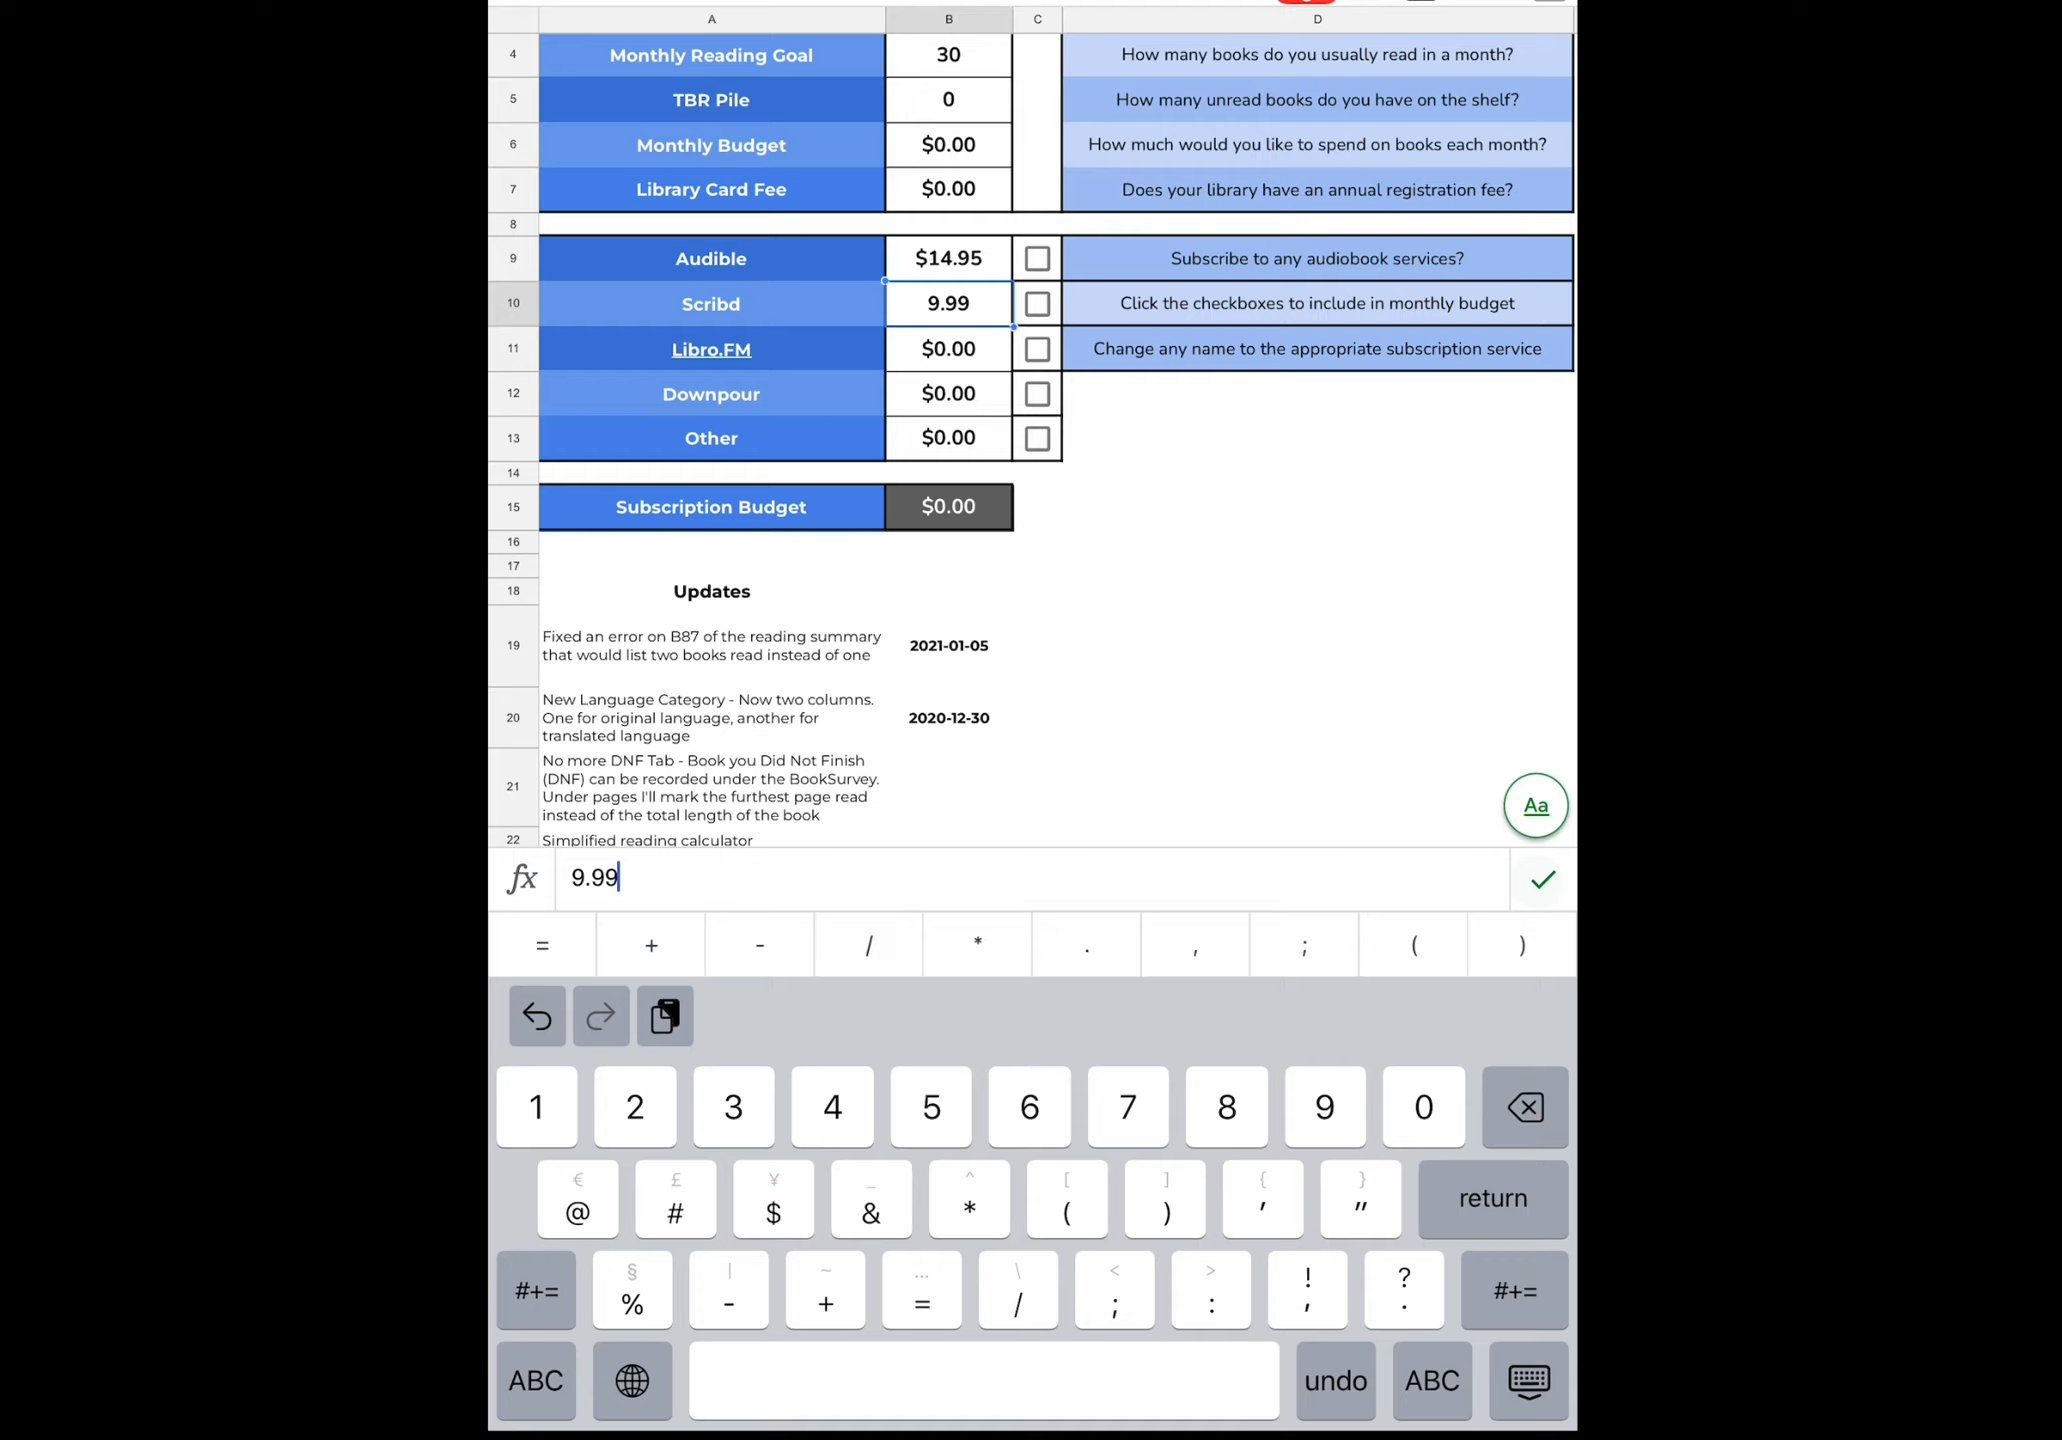 A B C D
4 Monthly Reading Goal 30 How many books do you usually read in a month?
5 TBR Pile 0 How many unread books do you have on the shelf?
6 Monthly Budget $0.00 How much would you like to spend on books each month?
7 Library Card Fee $0.00 Does your library have an annual registration fee?
8
9 Audible $14.95 Subscribe to any audiobook services?
10 Scribd 9.99 Click the checkboxes to include in monthly budget
11 Libro.FM $0.00 Change any name to the appropriate subscription service
12 Downpour $0.00
13 Other $0.00
14
15 Subscription Budget $0.00
16
17
18 Updates
19 Fixed an error on B87 of the reading summary
that would list two books read instead of one 2021-01-05
20 New Language Category - Now two columns.
One for original language, another for
translated language 2020-12-30
21 No more DNF Tab - Book you Did Not Finish
(DNF) can be recorded under the BookSurvey.
Under pages I'll mark the furthest page read
instead of the total length of the book
22 Simplified reading calculator
Aa
fx 9.99
= + - / * . , ; ( )
1 2 3 4 5 6 7 8 9 0
€ £ ¥ _ ^ [ ] { }
@ # $ & * ( ) ' " return
§ | ~ … \ < > ! ?
#+= % - + = / ; : , . #+=
ABC undo ABC